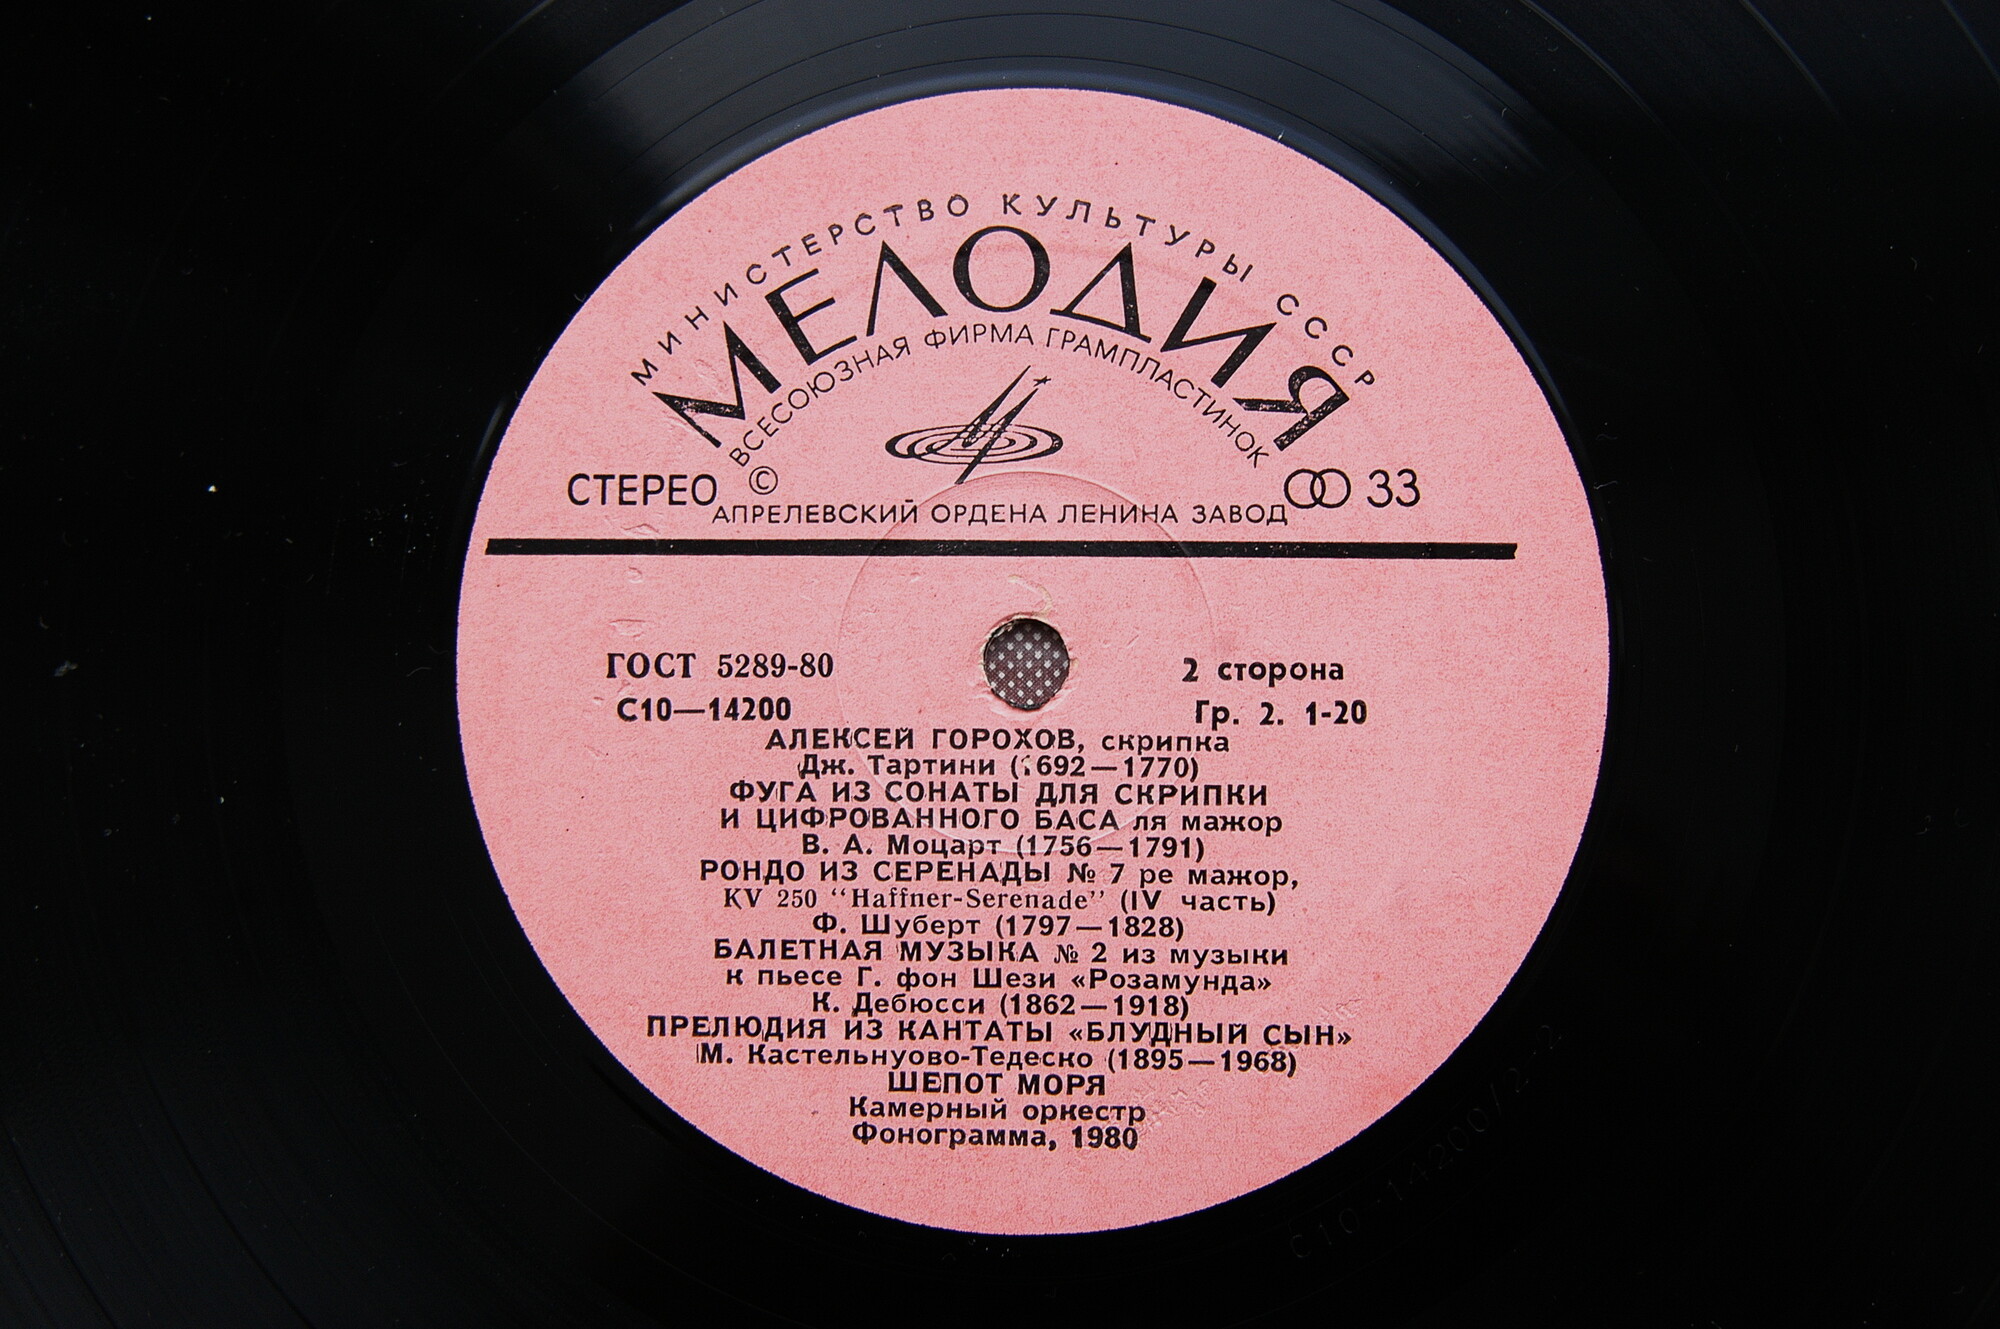 МИНИСТЕРСТВО КУЛЬТУРЫ СССР
МЕЛОДИЯ
ВСЕСОЮЗНАЯ ФИРМА ГРАМПЛАСТИНОК
СТЕРЕО © 33
АПРЕЛЕВСКИЙ ОРДЕНА ЛЕНИНА ЗАВОД
ГОСТ 5289-80 2 сторона
С10—14200 Гр. 2. 1-20
АЛЕКСЕЙ ГОРОХОВ, скрипка
Дж. Тартини (1692—1770)
ФУГА ИЗ СОНАТЫ ДЛЯ СКРИПКИ
И ЦИФРОВАННОГО БАСА ля мажор
В. А. Моцарт (1756—1791)
РОНДО ИЗ СЕРЕНАДЫ № 7 ре мажор,
KV 250 "Haffner-Serenade" (IV часть)
Ф. Шуберт (1797—1828)
БАЛЕТНАЯ МУЗЫКА № 2 из музыки
к пьесе Г. фон Шези «Розамунда»
К. Дебюсси (1862—1918)
ПРЕЛЮДИЯ ИЗ КАНТАТЫ «БЛУДНЫЙ СЫН»
М. Кастельнуово-Тедеско (1895—1968)
ШЕПОТ МОРЯ
Камерный оркестр
Фонограмма, 1980